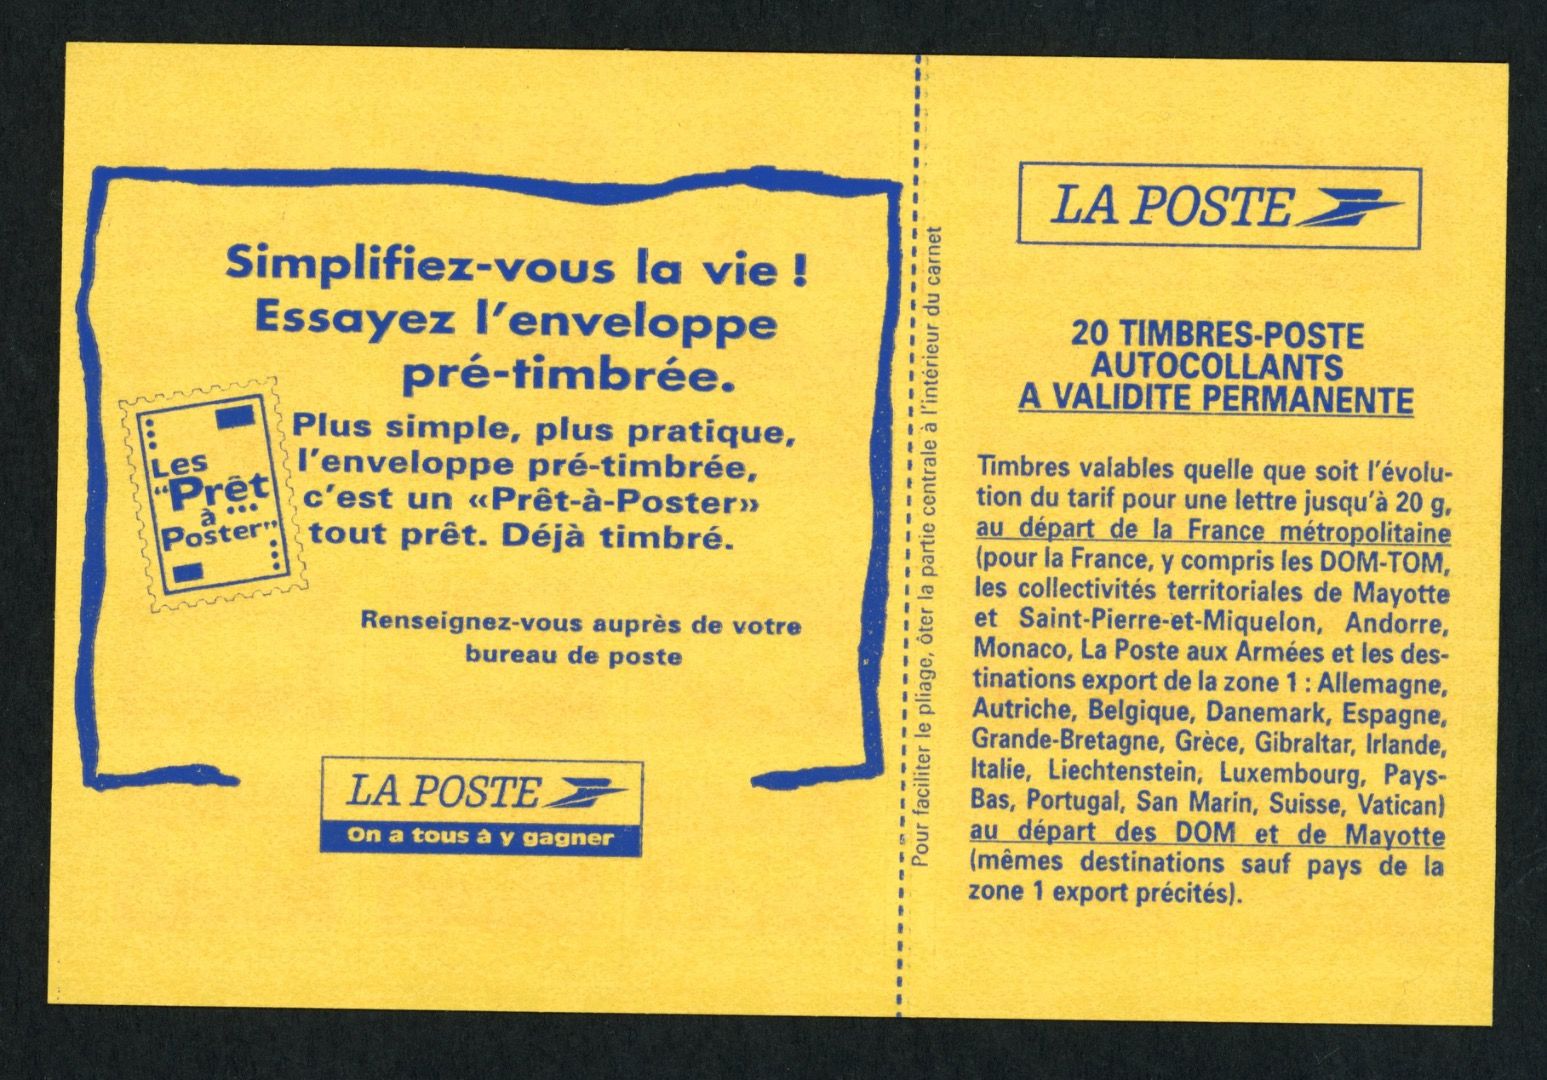 Simplifiez-vous la vie !
Essayez l'enveloppe
pré-timbrée.
Les
"Prêt
à ...
Poster"
Plus simple, plus pratique,
l'enveloppe pré-timbrée,
c'est un «Prêt-à-Poster»
tout prêt. Déjà timbré.
Renseignez-vous auprès de votre
bureau de poste
LA POSTE
On a tous à y gagner
Pour faciliter le pliage, ôter la partie centrale à l'intérieur du carnet
LA POSTE
20 TIMBRES-POSTE
AUTOCOLLANTS
A VALIDITE PERMANENTE
Timbres valables quelle que soit l'évolu-
tion du tarif pour une lettre jusqu'à 20 g,
au départ de la France métropolitaine
(pour la France, y compris les DOM-TOM,
les collectivités territoriales de Mayotte
et Saint-Pierre-et-Miquelon, Andorre,
Monaco, La Poste aux Armées et les des-
tinations export de la zone 1 : Allemagne,
Autriche, Belgique, Danemark, Espagne,
Grande-Bretagne, Grèce, Gibraltar, Irlande,
Italie, Liechtenstein, Luxembourg, Pays-
Bas, Portugal, San Marin, Suisse, Vatican)
au départ des DOM et de Mayotte
(mêmes destinations sauf pays de la
zone 1 export précités).